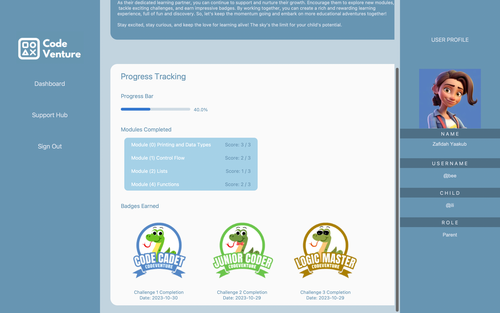 Code
Venture
Dashboard
Support Hub
Sign Out
As their dedicated learning partner, you can continue to support and nurture their growth. Encourage them to explore new modules,
tackle exciting challenges, and earn impressive badges. By working together, you can create a rich and rewarding learning
experience, full of fun and discovery. So, let's keep the momentum going and embark on more educational adventures together!
Stay excited, stay curious, and keep the love for learning alive! The sky's the limit for your child's potential.
Progress Tracking
Progress Bar
40.0%
Modules Completed
Module (0) Printing and Data Types Score: 3 / 3
Module (1) Control Flow Score: 3 / 3
Module (2) Lists Score: 1 / 3
Module (4) Functions Score: 2 / 3
Badges Earned
CODE CADET
CODEVENTURE
JUNIOR CODER
CODEVENTURE
LOGIC MASTER
CODEVENTURE
Challenge 1 Completion
Date: 2023-10-20
Challenge 2 Completion
Date: 2023-10-29
Challenge 3 Completion
Date: 2023-10-29
USER PROFILE
NAME
Zafidah Yaakub
USERNAME
CHILD
ROLE
Parent